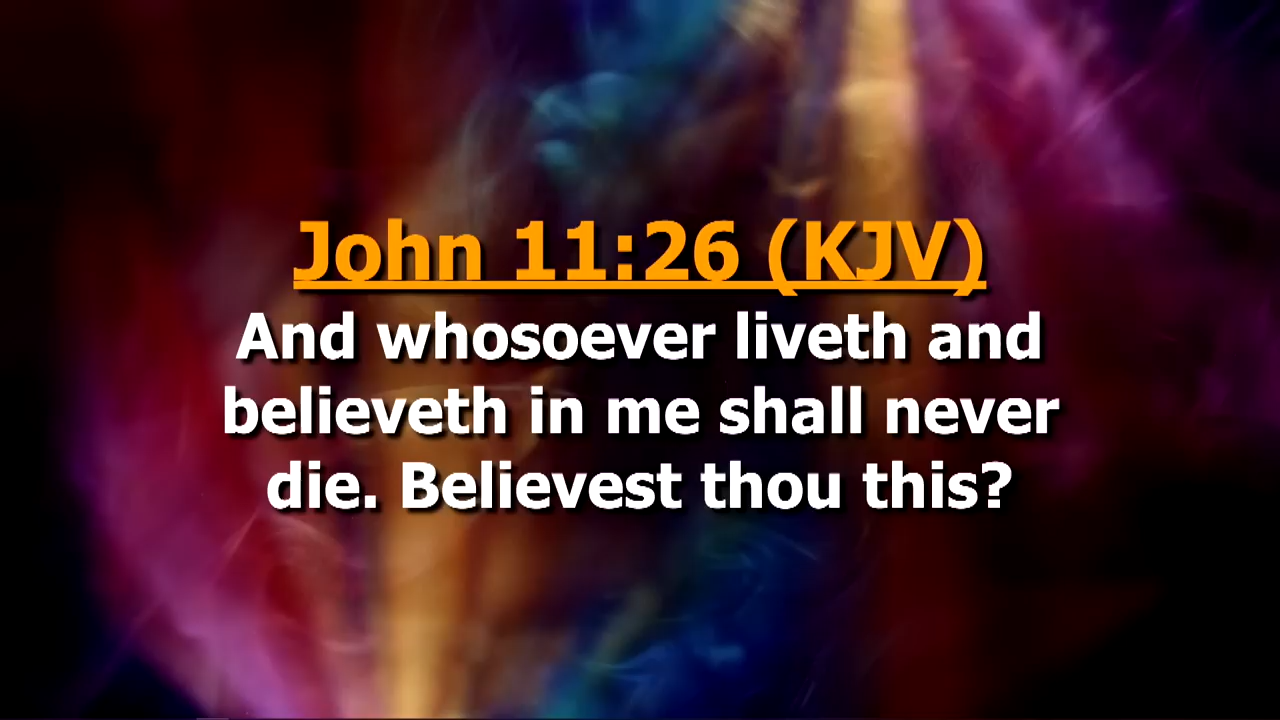 John 11:26 (KJV)
And whosoever liveth and
believeth in me shall never
die. Believest thou this?